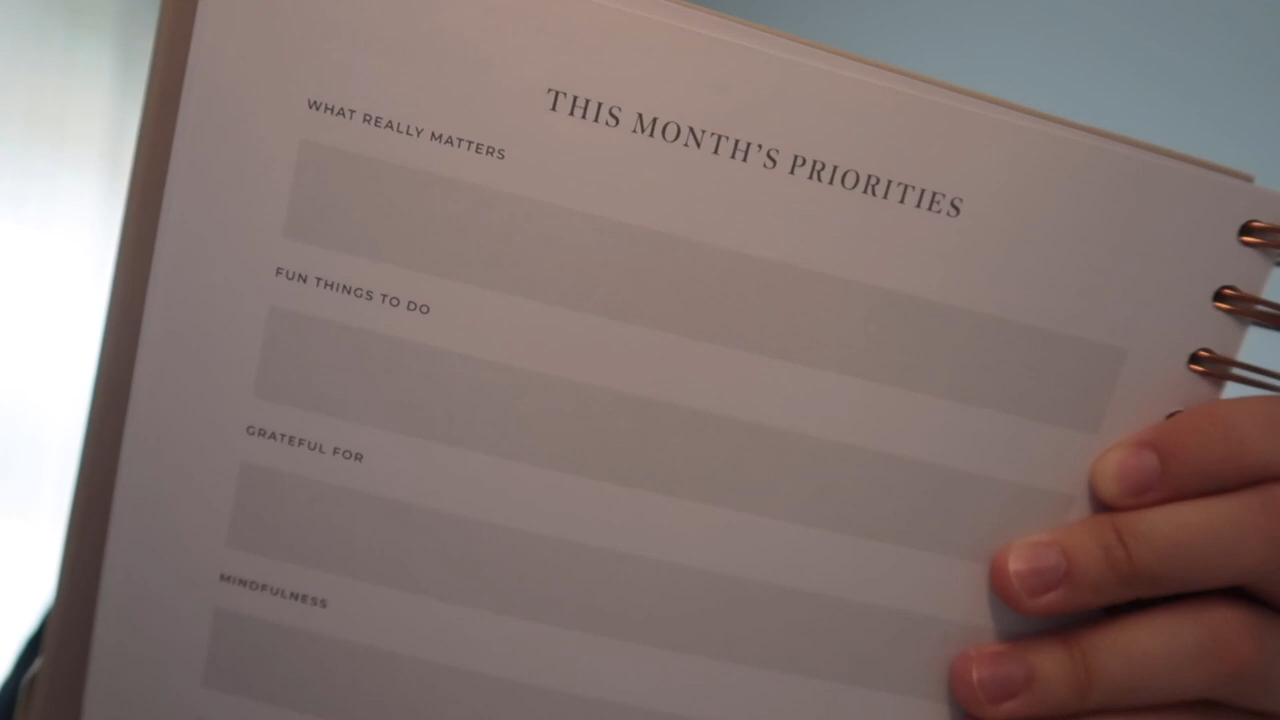 THIS MONTH'S PRIORITIES
WHAT REALLY MATTERS
FUN THINGS TO DO
GRATEFUL FOR
MINDFULNESS